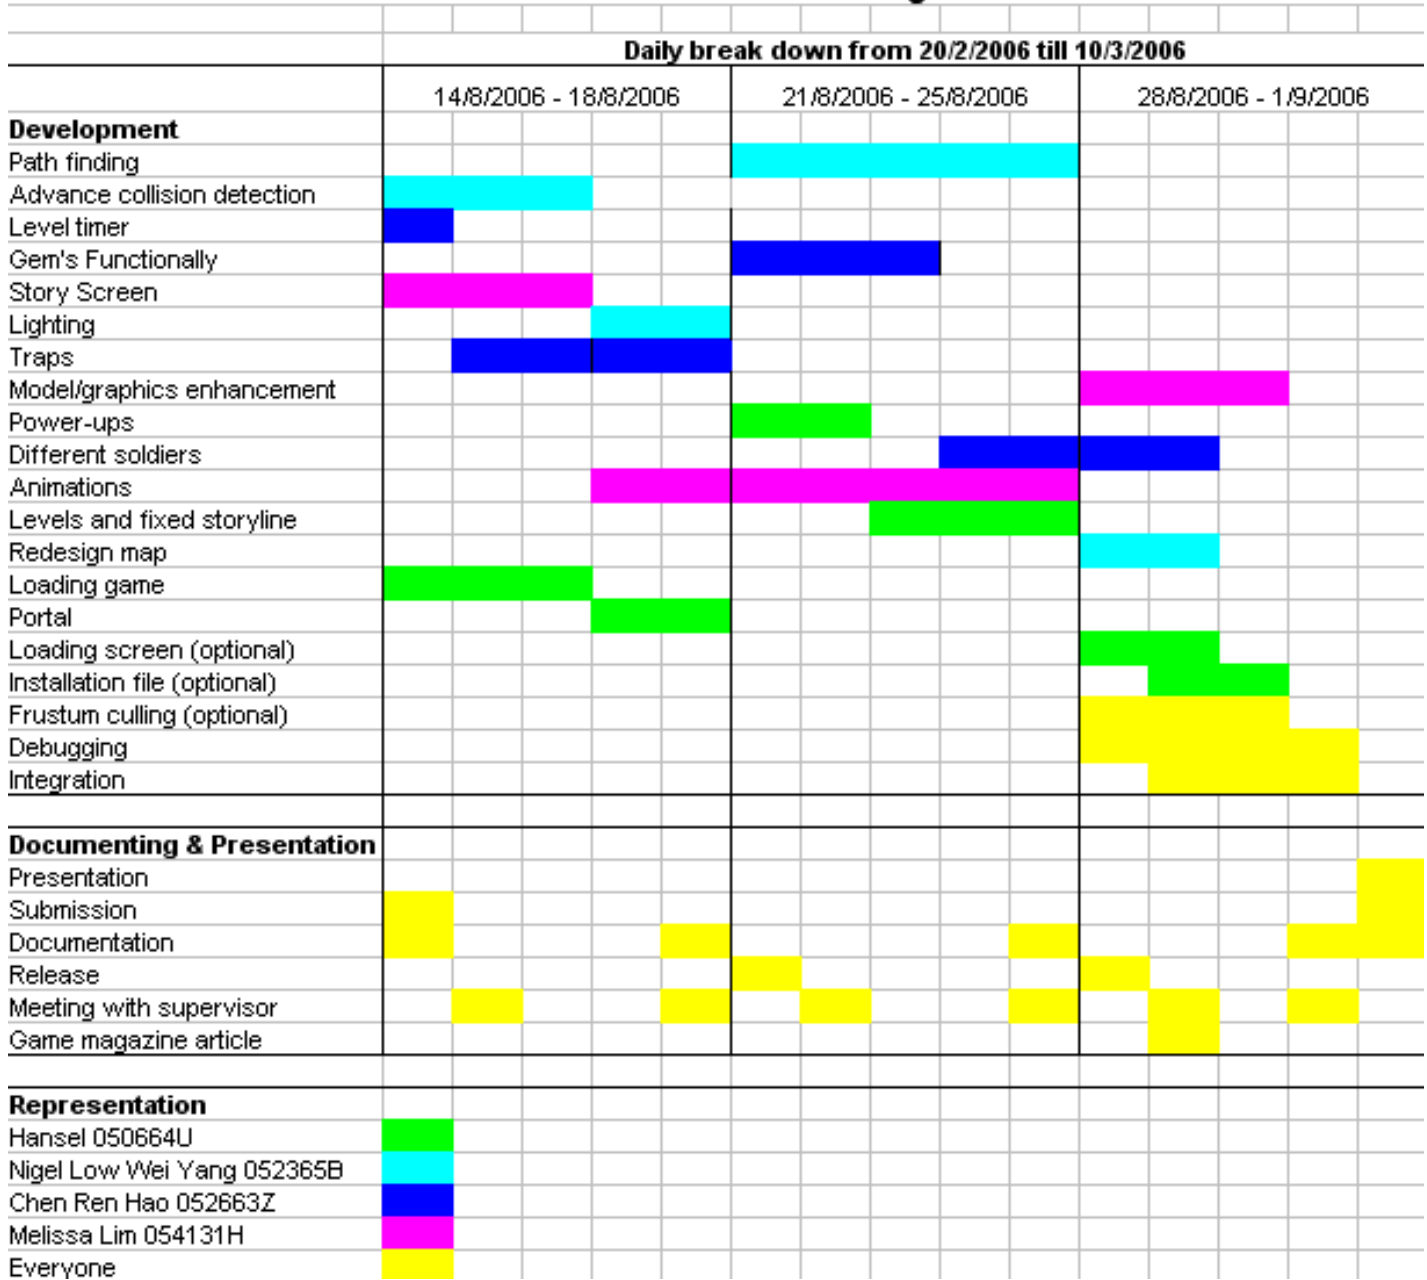 Daily break down from 20/2/2006 till 10/3/2006
14/8/2006 - 18/8/2006 21/8/2006 - 25/8/2006 28/8/2006 - 1/9/2006
Development
Path finding
Advance collision detection
Level timer
Gem's Functionally
Story Screen
Lighting
Traps
Model/graphics enhancement
Power-ups
Different soldiers
Animations
Levels and fixed storyline
Redesign map
Loading game
Portal
Loading screen (optional)
Installation file (optional)
Frustum culling (optional)
Debugging
Integration
Documenting & Presentation
Presentation
Submission
Documentation
Release
Meeting with supervisor
Game magazine article
Representation
Hansel 050664U
Nigel Low Wei Yang 052365B
Chen Ren Hao 052663Z
Melissa Lim 054131H
Everyone